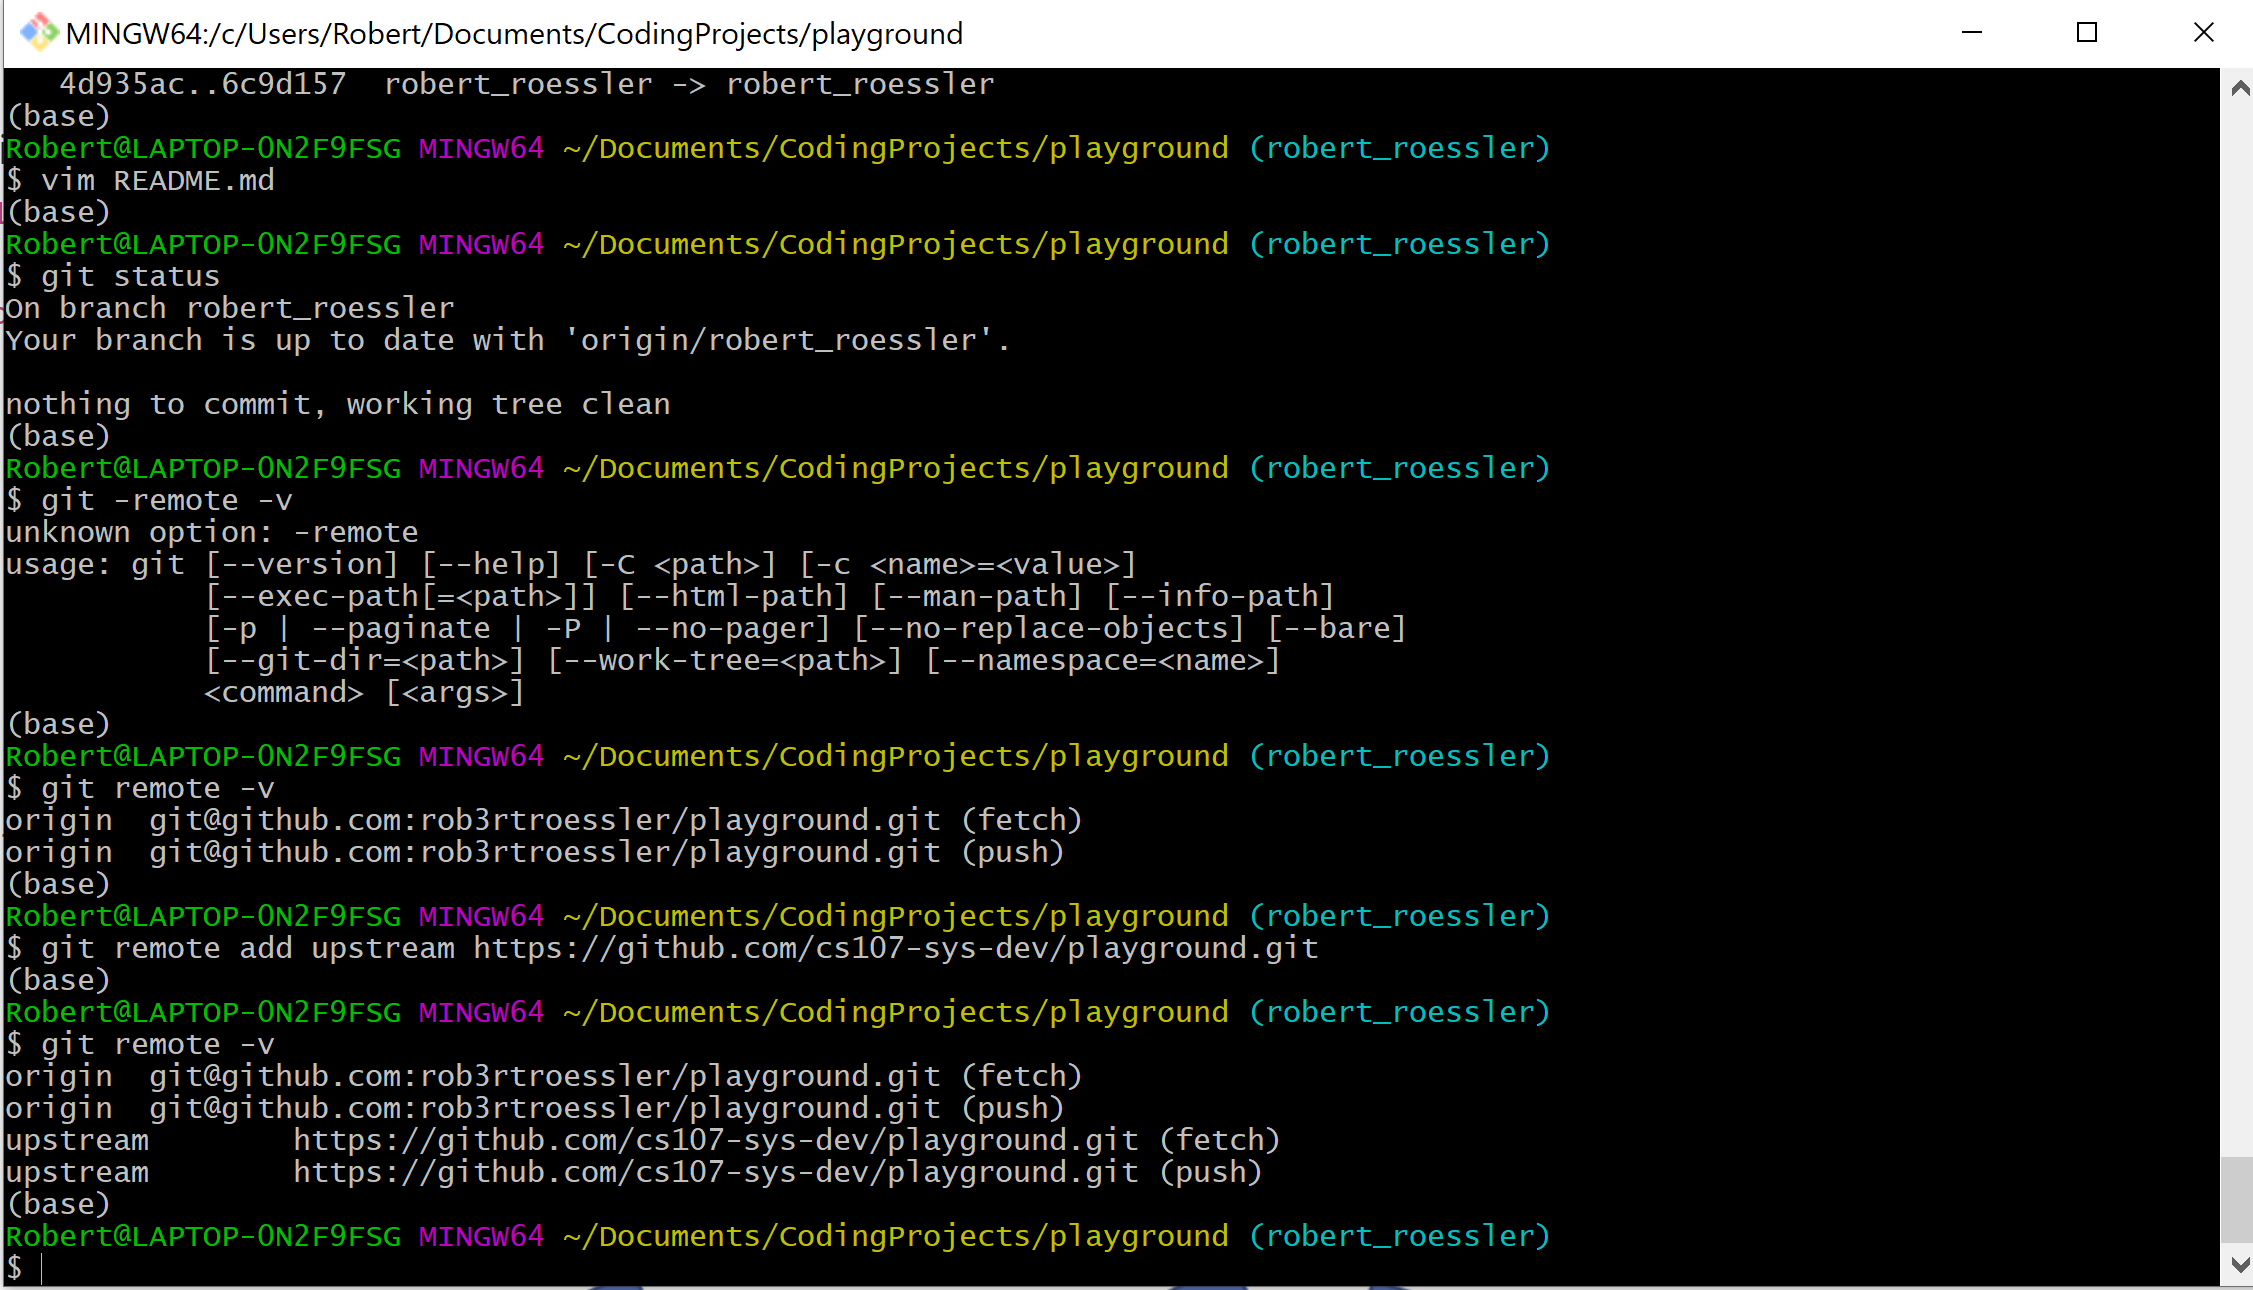 MINGW64:/c/Users/Robert/Documents/CodingProjects/playground
   4d935ac..6c9d157  robert_roessler -> robert_roessler
(base)
Robert@LAPTOP-0N2F9FSG MINGW64 ~/Documents/CodingProjects/playground (robert_roessler)
$ vim README.md
(base)
Robert@LAPTOP-0N2F9FSG MINGW64 ~/Documents/CodingProjects/playground (robert_roessler)
$ git status
On branch robert_roessler
Your branch is up to date with 'origin/robert_roessler'.

nothing to commit, working tree clean
(base)
Robert@LAPTOP-0N2F9FSG MINGW64 ~/Documents/CodingProjects/playground (robert_roessler)
$ git -remote -v
unknown option: -remote
usage: git [--version] [--help] [-C <path>] [-c <name>=<value>]
           [--exec-path[=<path>]] [--html-path] [--man-path] [--info-path]
           [-p | --paginate | -P | --no-pager] [--no-replace-objects] [--bare]
           [--git-dir=<path>] [--work-tree=<path>] [--namespace=<name>]
           <command> [<args>]
(base)
Robert@LAPTOP-0N2F9FSG MINGW64 ~/Documents/CodingProjects/playground (robert_roessler)
$ git remote -v
origin  git@github.com:rob3rtroessler/playground.git (fetch)
origin  git@github.com:rob3rtroessler/playground.git (push)
(base)
Robert@LAPTOP-0N2F9FSG MINGW64 ~/Documents/CodingProjects/playground (robert_roessler)
$ git remote add upstream https://github.com/cs107-sys-dev/playground.git
(base)
Robert@LAPTOP-0N2F9FSG MINGW64 ~/Documents/CodingProjects/playground (robert_roessler)
$ git remote -v
origin  git@github.com:rob3rtroessler/playground.git (fetch)
origin  git@github.com:rob3rtroessler/playground.git (push)
upstream        https://github.com/cs107-sys-dev/playground.git (fetch)
upstream        https://github.com/cs107-sys-dev/playground.git (push)
(base)
Robert@LAPTOP-0N2F9FSG MINGW64 ~/Documents/CodingProjects/playground (robert_roessler)
$